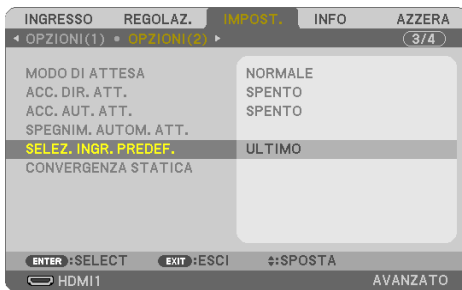 INGRESSO REGOLAZ. IMPOST. INFO AZZERA
OPZIONI(1) • OPZIONI(2) 3/4
MODO DI ATTESA NORMALE
ACC. DIR. ATT. SPENTO
ACC. AUT. ATT. SPENTO
SPEGNIM. AUTOM. ATT.
SELEZ. INGR. PREDEF. ULTIMO
CONVERGENZA STATICA
ENTER :SELECT EXIT :ESCI :SPOSTA
HDMI1 AVANZATO